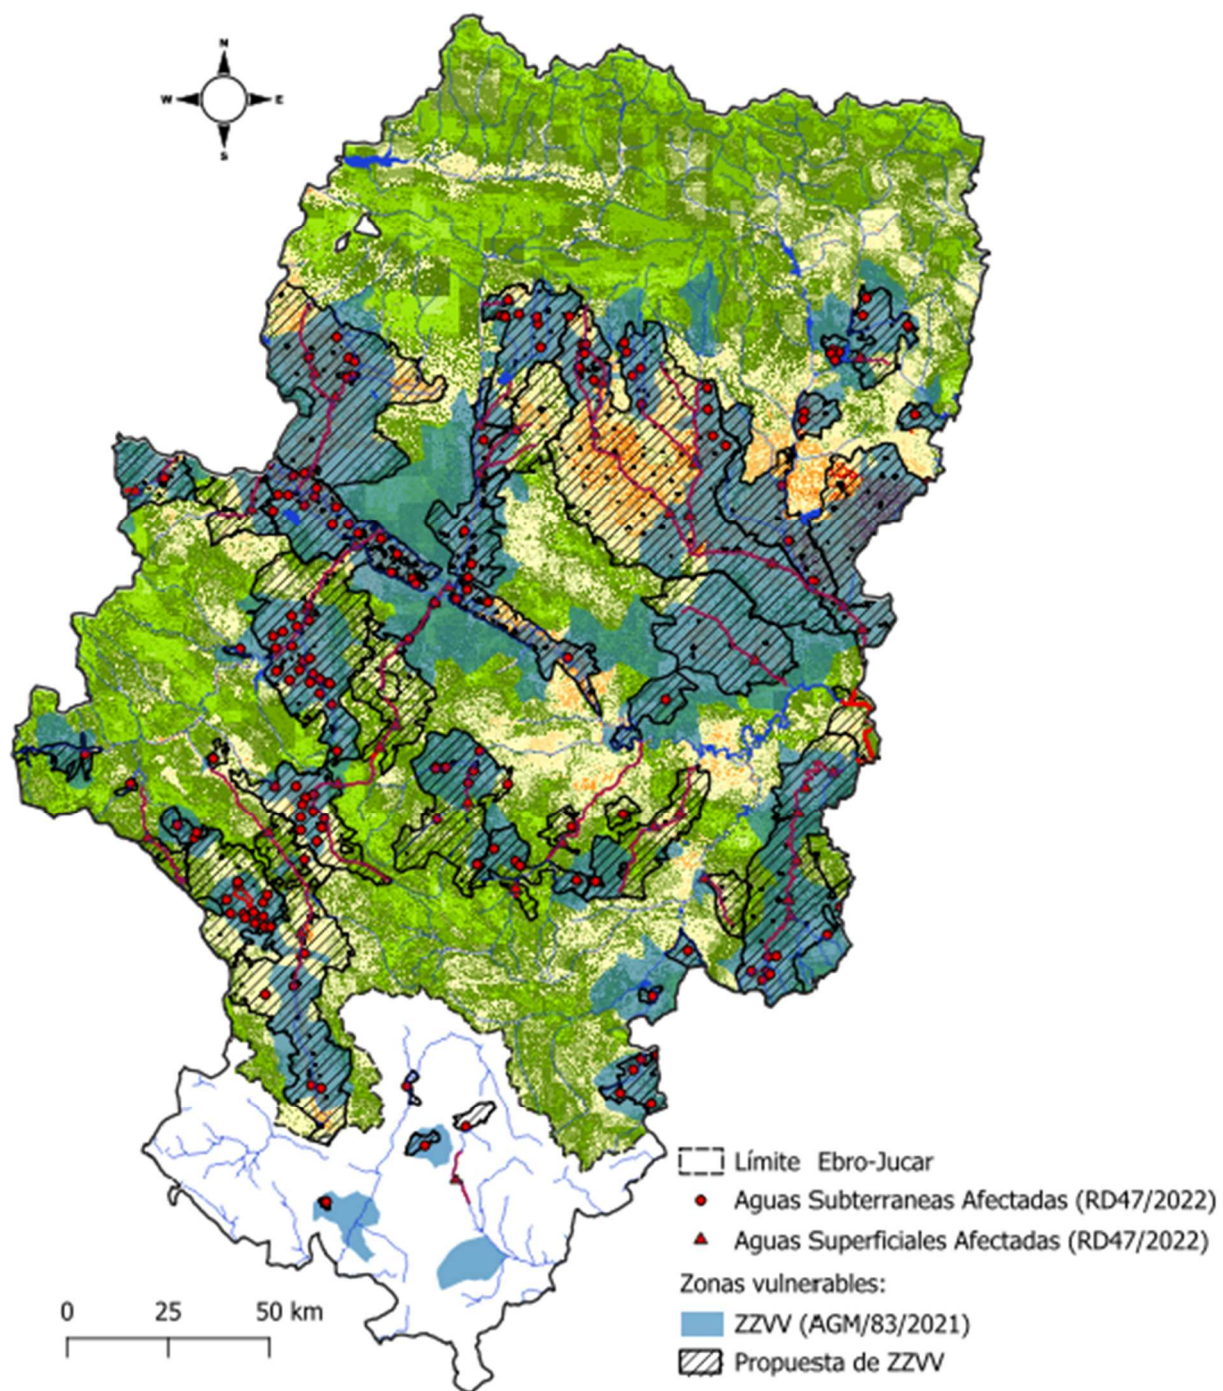 N
W E
S
Límite Ebro-Jucar
Aguas Subterraneas Afectadas (RD47/2022)
Aguas Superficiales Afectadas (RD47/2022)
Zonas vulnerables:
ZZVV (AGM/83/2021)
Propuesta de ZZVV
0 25 50 km